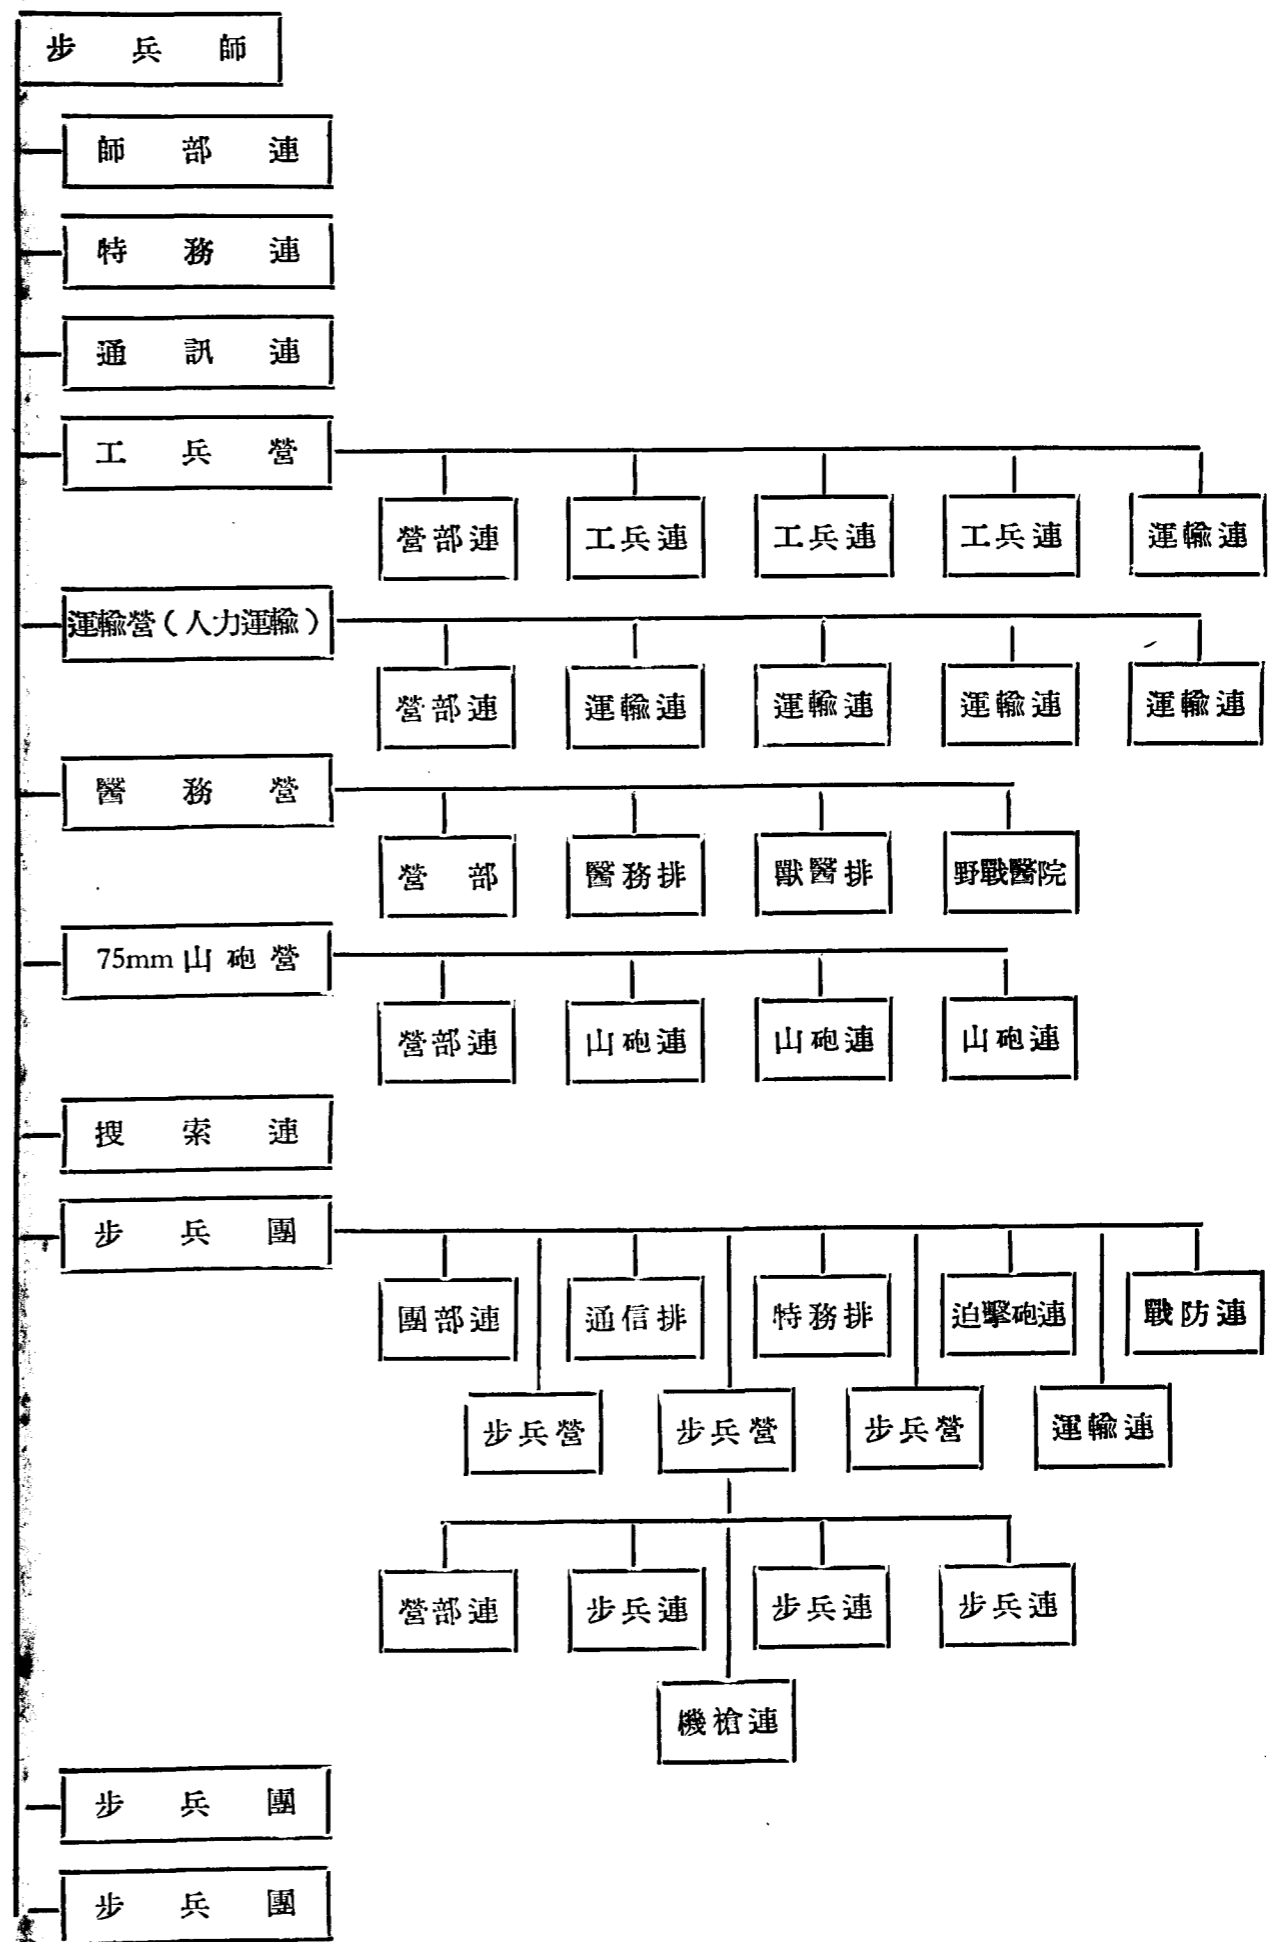 步兵師
師部連
特務連
通訊連
工兵營
營部連 工兵連 工兵連 工兵連 運輸連
運輸營（人力運輸）
營部連 運輸連 運輸連 運輸連 運輸連
醫務營
營部 醫務排 獸醫排 野戰醫院
75mm山砲營
營部連 山砲連 山砲連 山砲連
搜索連
步兵團
團部連 通信排 特務排 迫擊砲連 戰防連
步兵營 步兵營 步兵營 運輸連
營部連 步兵連 步兵連 步兵連
機槍連
步兵團
步兵團